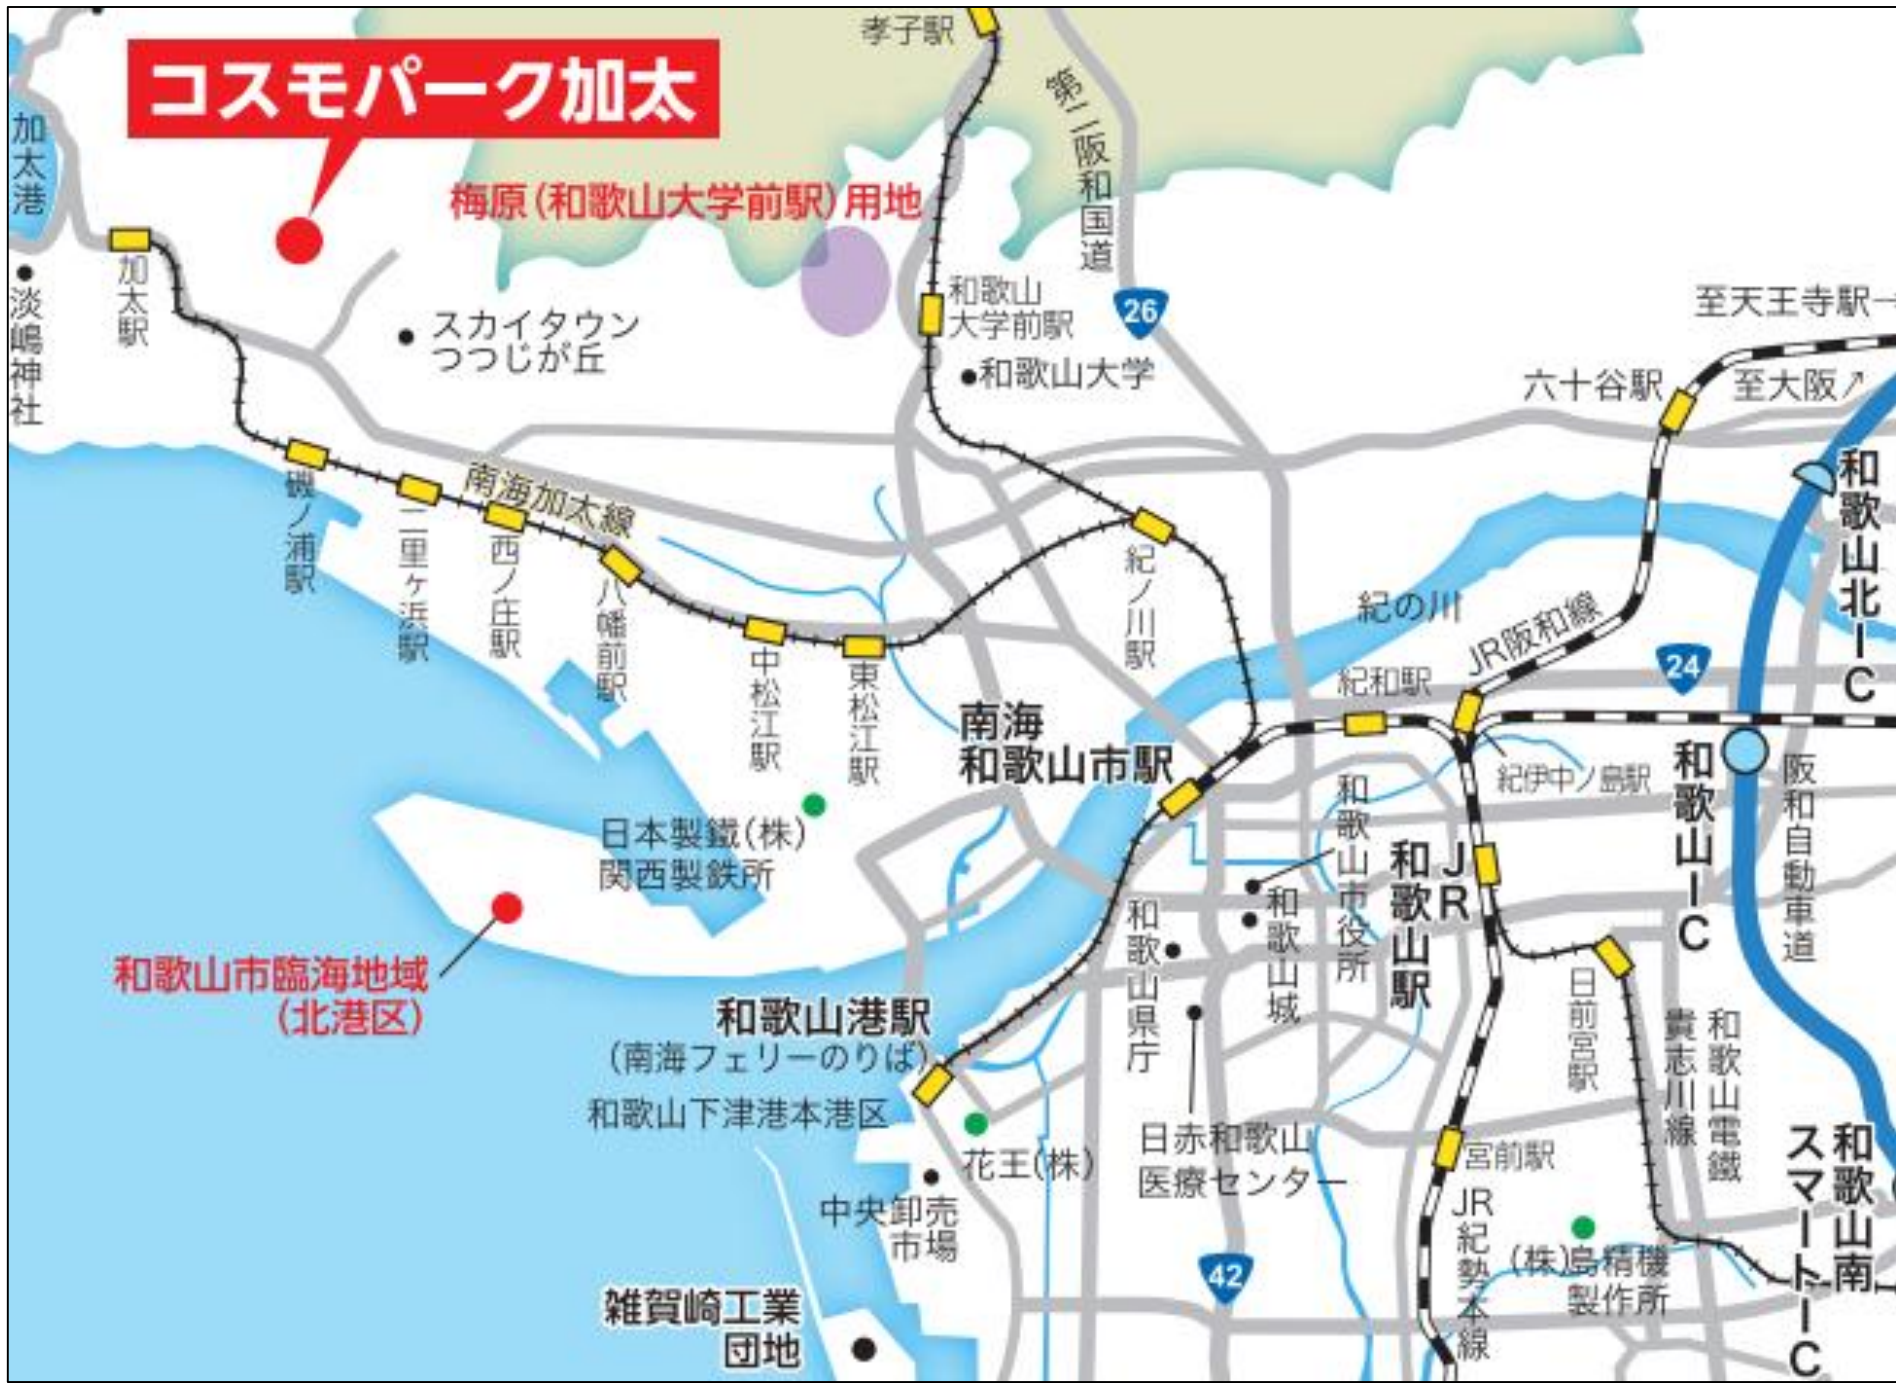 孝子駅
コスモパーク加太
第二阪和国道
加太港
梅原(和歌山大学前駅)用地
加太駅
淡嶋神社
スカイタウン
つつじが丘
和歌山
大学前駅
26
至天王寺駅→
和歌山大学
六十谷駅
至大阪↗
南海加太線
磯ノ浦駅
二里ヶ浜駅
西ノ庄駅
八幡前駅
中松江駅
東松江駅
紀ノ川駅
紀の川
JR阪和線
和歌山北IC
24
紀和駅
南海
和歌山市駅
紀伊中ノ島駅
和歌山IC
阪和自動車道
日本製鐵(株)
関西製鉄所
和歌山市役所
JR
和歌山駅
和歌山城
和歌山県庁
和歌山市臨海地域
(北港区)
和歌山港駅
(南海フェリーのりば)
日前宮駅
和歌山電鐵
貴志川線
和歌山下津港本港区
花王(株)
日赤和歌山
医療センター
宮前駅
和歌山南
スマートIC
中央卸売
市場
JR紀勢本線
42
(株)島精機
製作所
雑賀崎工業
団地